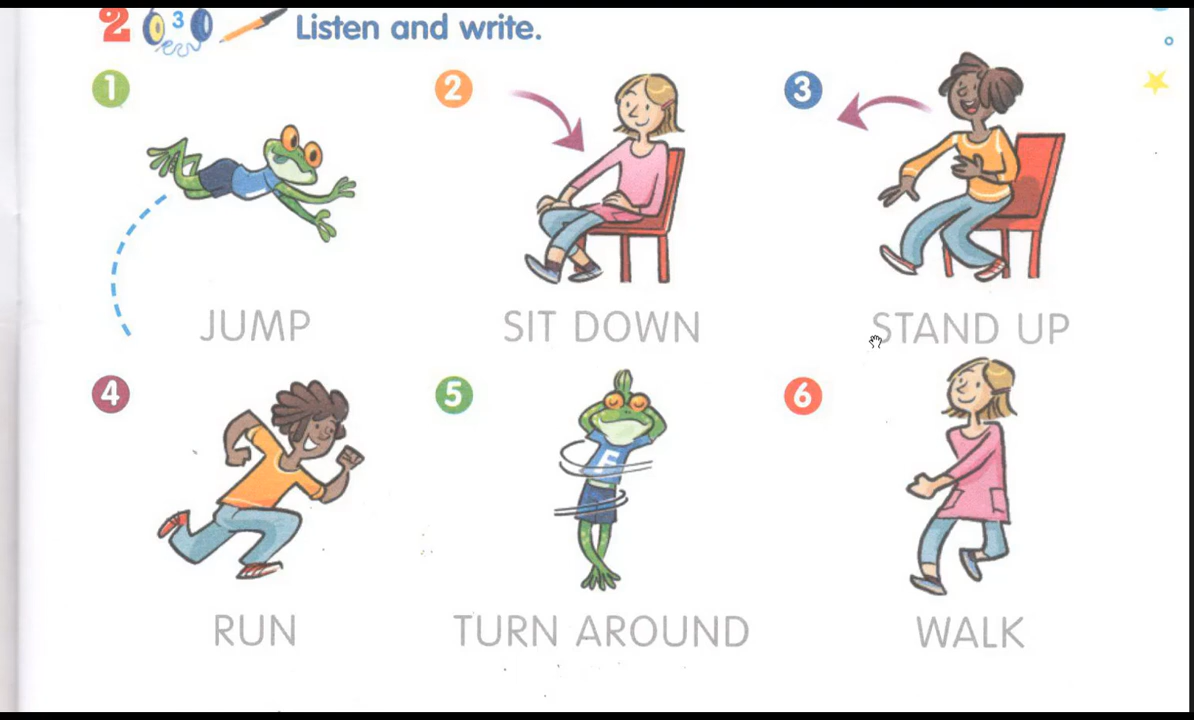 2 3 Listen and write.
1 2 3
JUMP SIT DOWN STAND UP
4 5 6
F
RUN TURN AROUND WALK